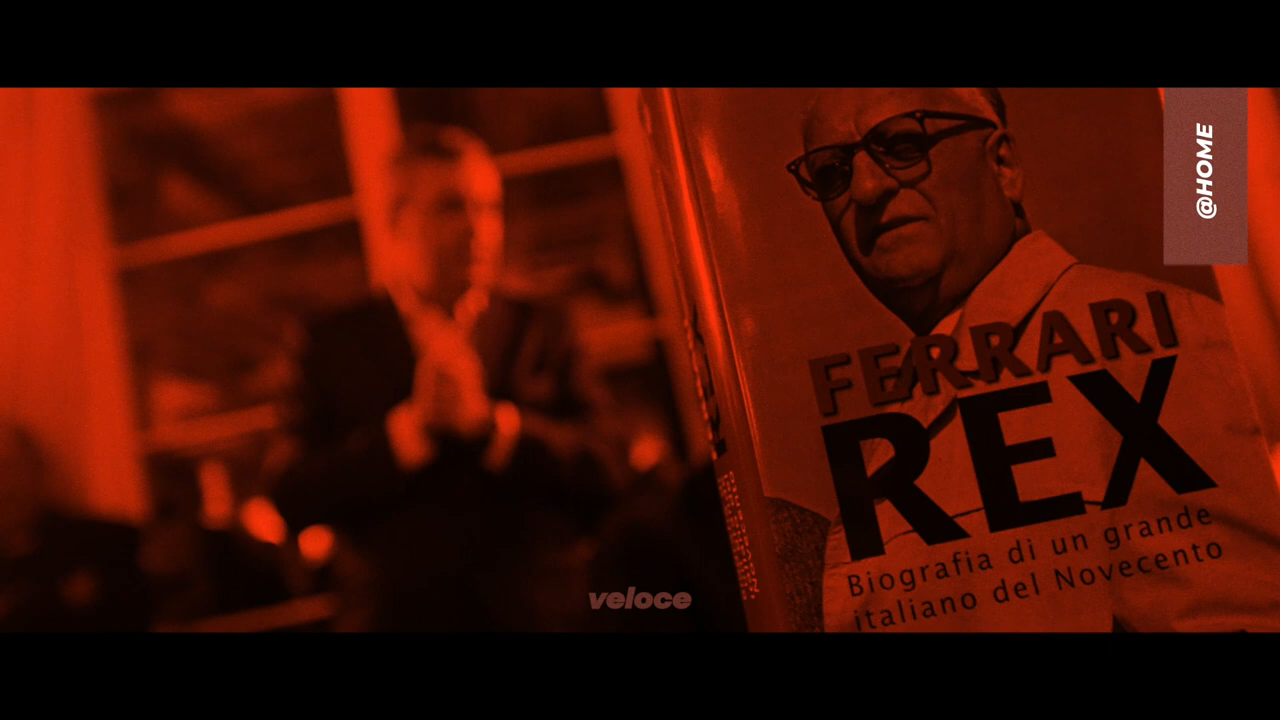 @HOME
FERRARI
REX
Biografia di un grande
italiano del Novecento
veloce